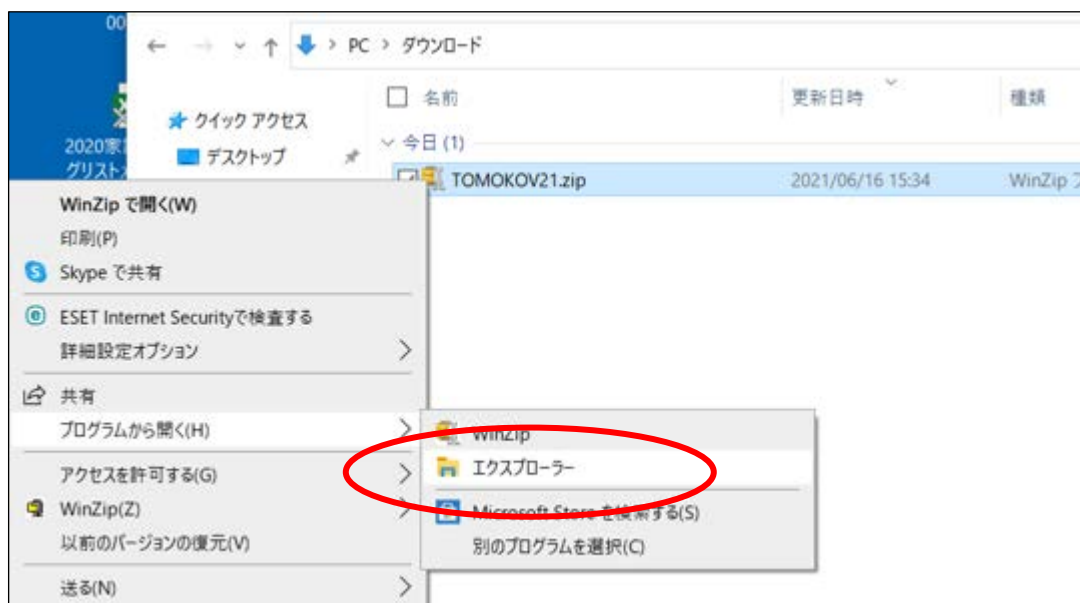 00
PC > ダウンロード
名前 更新日時 種類
クイック アクセス
今日 (1)
2020家
デスクトップ
グリスト
TOMOKOV21.zip 2021/06/16 15:34 WinZip
WinZip で開く(W)
印刷(P)
Skype で共有
ESET Internet Securityで検査する
詳細設定オプション
共有
プログラムから開く(H)
WinZip
エクスプローラー
アクセスを許可する(G)
WinZip(Z)
Microsoft Store を検索する(S)
以前のバージョンの復元(V)
別のプログラムを選択(C)
送る(N)